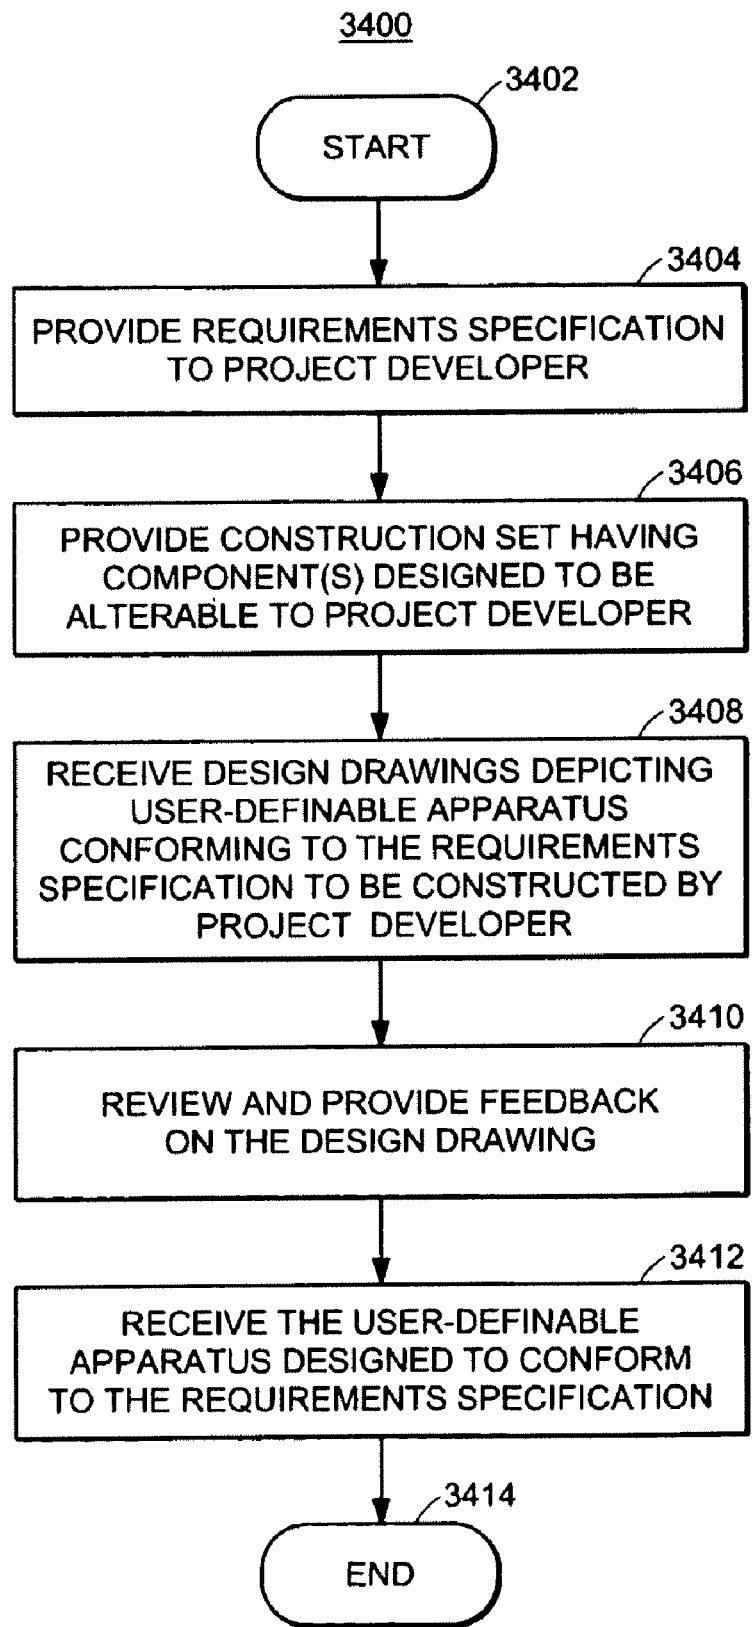 3400
3402
START
3404
PROVIDE REQUIREMENTS SPECIFICATION
TO PROJECT DEVELOPER
3406
PROVIDE CONSTRUCTION SET HAVING
COMPONENT(S) DESIGNED TO BE
ALTERABLE TO PROJECT DEVELOPER
3408
RECEIVE DESIGN DRAWINGS DEPICTING
USER-DEFINABLE APPARATUS
CONFORMING TO THE REQUIREMENTS
SPECIFICATION TO BE CONSTRUCTED BY
PROJECT DEVELOPER
3410
REVIEW AND PROVIDE FEEDBACK
ON THE DESIGN DRAWING
3412
RECEIVE THE USER-DEFINABLE
APPARATUS DESIGNED TO CONFORM
TO THE REQUIREMENTS SPECIFICATION
3414
END